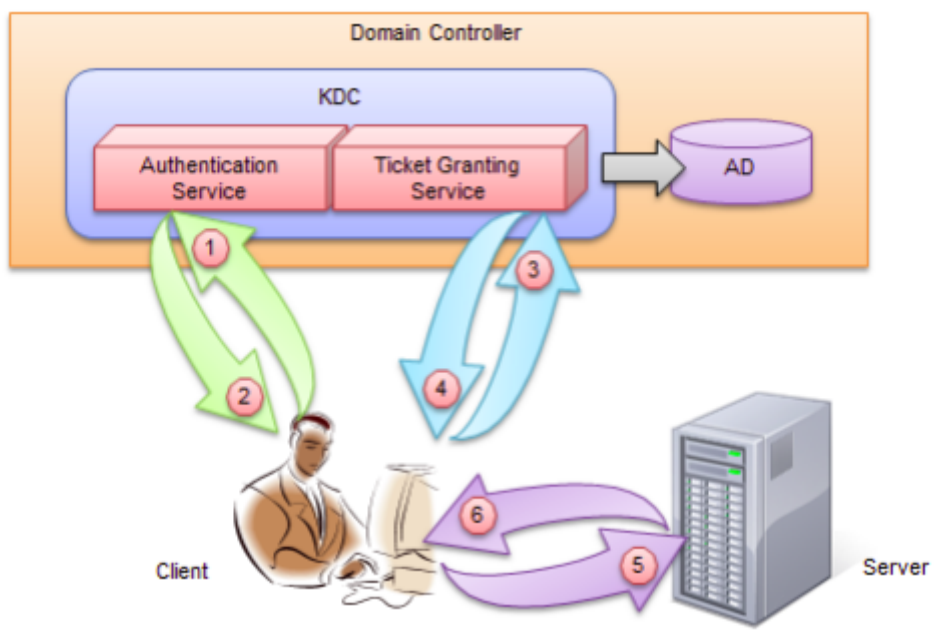 Domain Controller
KDC
Authentication
Service
Ticket Granting
Service
AD
1
2
3
4
5
6
Client
Server